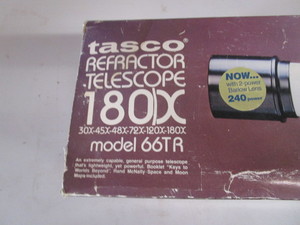 tasco®
REFRACTOR
TELESCOPE
180X
30X·45X·48X·72X·120X·180X
model 66TR
An extremely capable, general purpose telescope
that's lightweight, yet powerful. Booklet "Keys to
Worlds Beyond", Rand McNally Space and Moon
Maps included.
NOW...
with 2-power
Barlow Lens
240 power